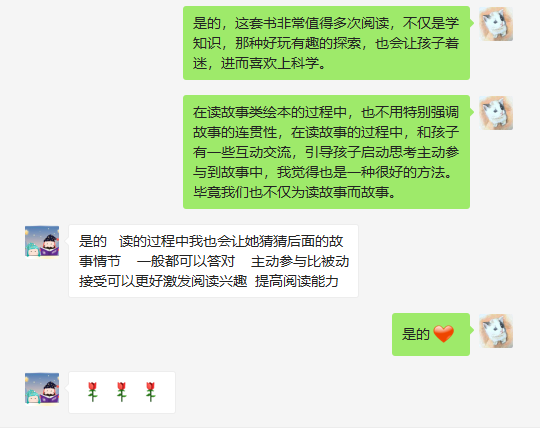 是的，这套书非常值得多次阅读，不仅是学
知识，那种好玩有趣的探索，也会让孩子着
迷，进而喜欢上科学。
在读故事类绘本的过程中，也不用特别强调
故事的连贯性，在读故事的过程中，和孩子
有一些互动交流，引导孩子启动思考主动参
与到故事中，我觉得也是一种很好的方法。
毕竟我们也不仅为读故事而故事。
是的　读的过程中我也会让她猜猜后面的故
事情节　一般都可以答对　主动参与比被动
接受可以更好激发阅读兴趣 提高阅读能力
是的